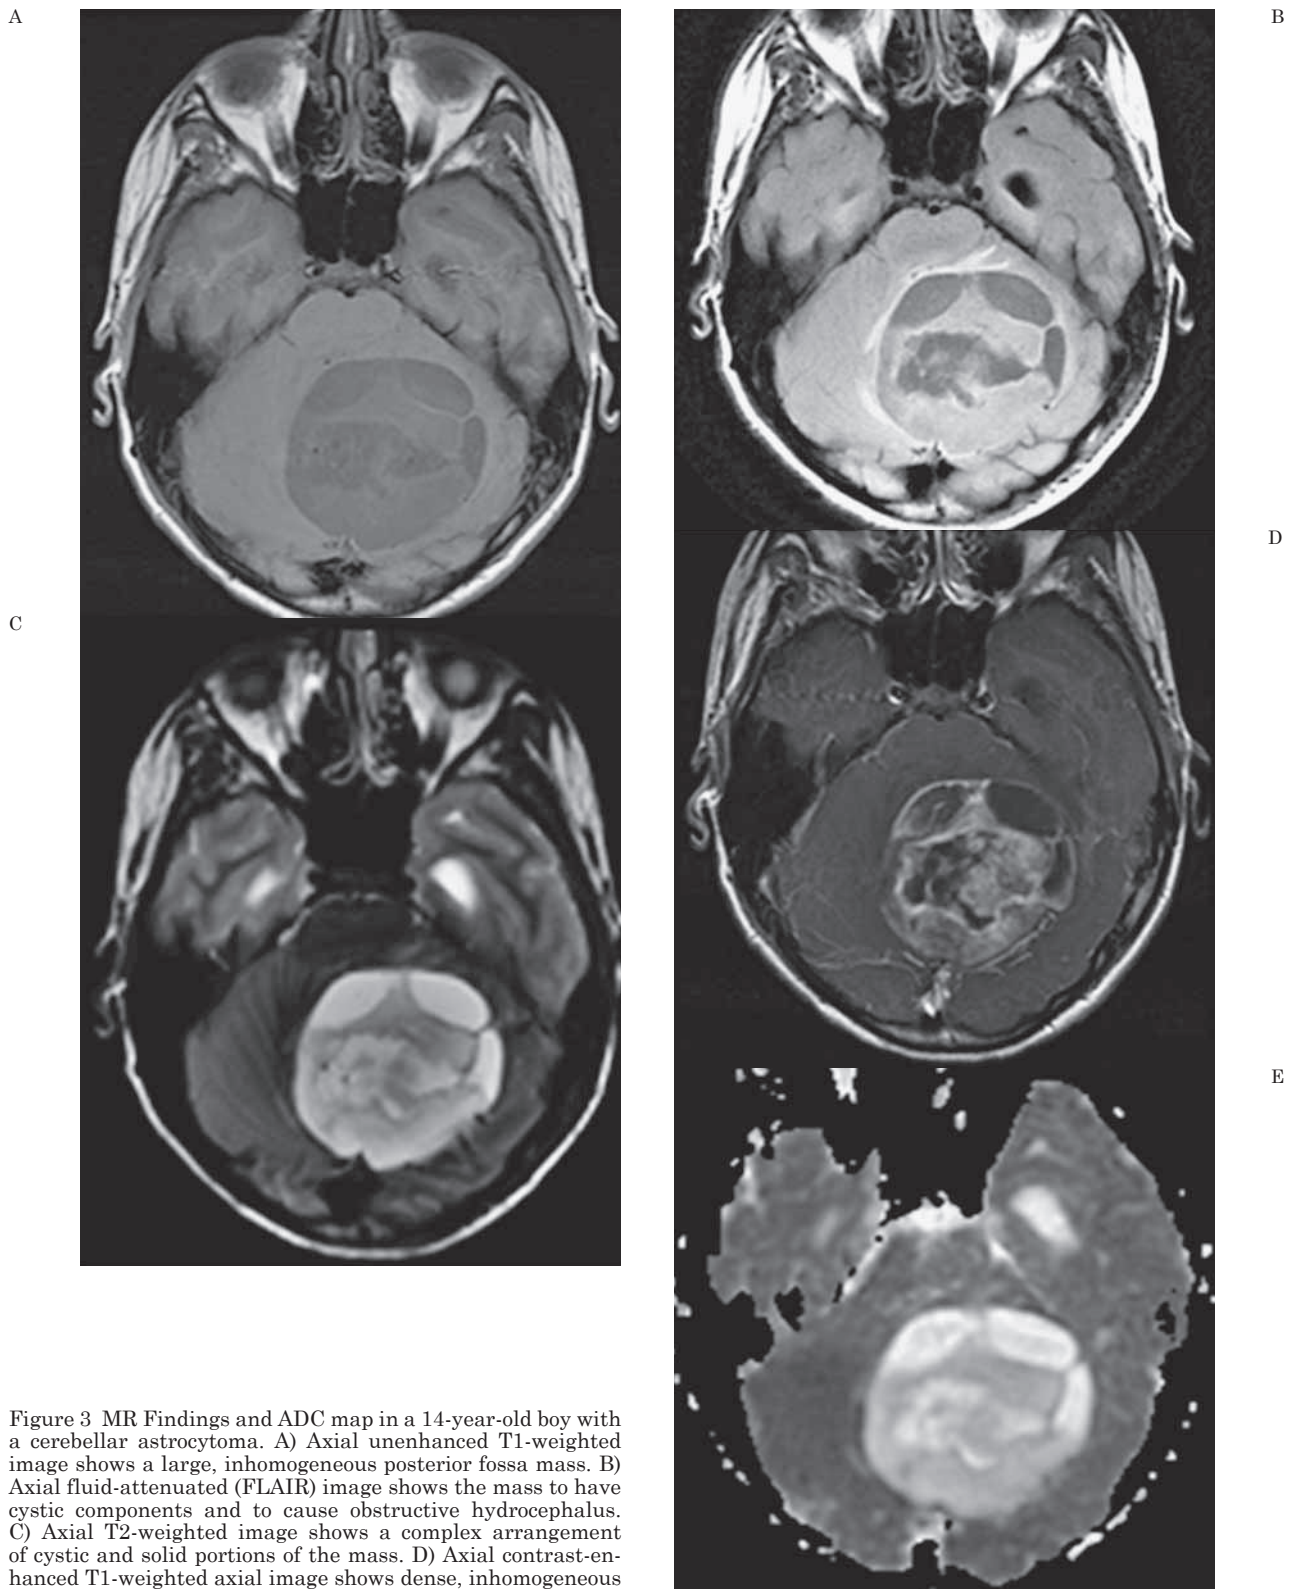 A
B
D
C
E
Figure 3 MR Findings and ADC map in a 14-year-old boy with
a cerebellar astrocytoma. A) Axial unenhanced T1-weighted
image shows a large, inhomogeneous posterior fossa mass. B)
Axial fluid-attenuated (FLAIR) image shows the mass to have
cystic components and to cause obstructive hydrocephalus.
C) Axial T2-weighted image shows a complex arrangement
of cystic and solid portions of the mass. D) Axial contrast-en-
hanced T1-weighted axial image shows dense, inhomogeneous